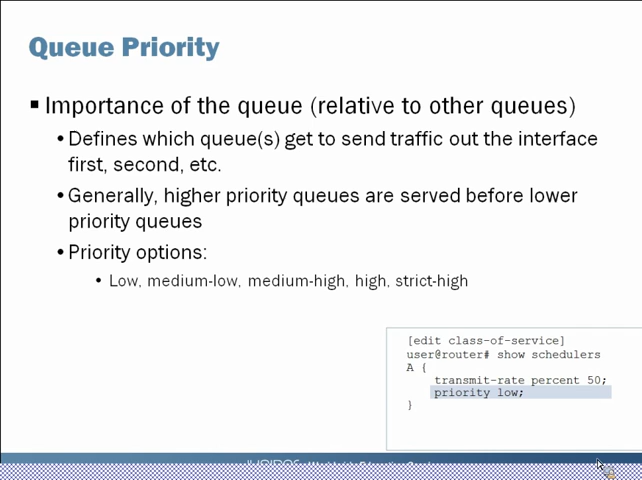 Queue Priority
Importance of the queue (relative to other queues)
Defines which queue(s) get to send traffic out the interface
first, second, etc.
Generally, higher priority queues are served before lower
priority queues
Priority options:
Low, medium-low, medium-high, high, strict-high
[edit class-of-service]
user@router# show schedulers
A {
transmit-rate percent 50;
priority low;
}